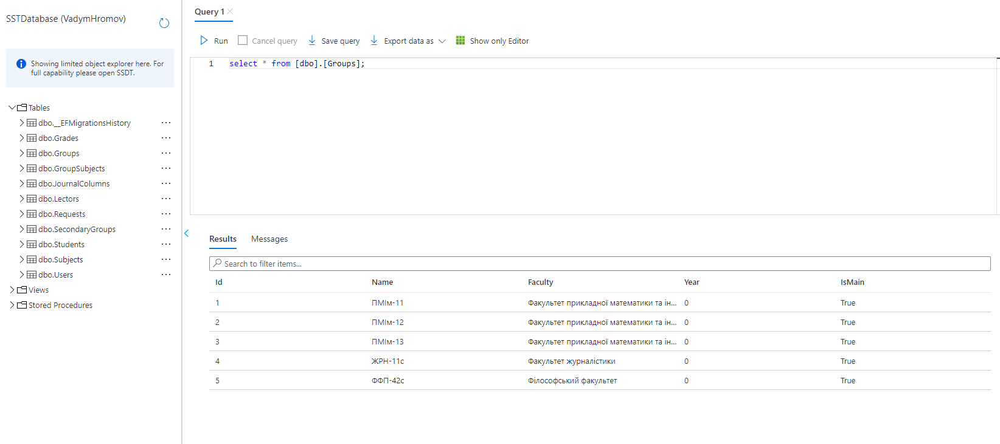 SSTDatabase (VadymHromov)
Showing limited object explorer here. For
full capability please open SSDT.
Tables
dbo.__EFMigrationsHistory
dbo.Grades
dbo.Groups
dbo.GroupSubjects
dbo.JournalColumns
dbo.Lectors
dbo.Requests
dbo.SecondaryGroups
dbo.Students
dbo.Subjects
dbo.Users
Views
Stored Procedures
Query 1
Run Cancel query Save query Export data as Show only Editor
1 select * from [dbo].[Groups];
Results Messages
Search to filter items...
Id Name Faculty Year IsMain
1 ПМІм-11 Факультет прикладної математики та ін... 0 True
2 ПМІм-12 Факультет прикладної математики та ін... 0 True
3 ПМІм-13 Факультет прикладної математики та ін... 0 True
4 ЖРН-11с Факультет журналістики 0 True
5 ФФП-42с Філософський факультет 0 True